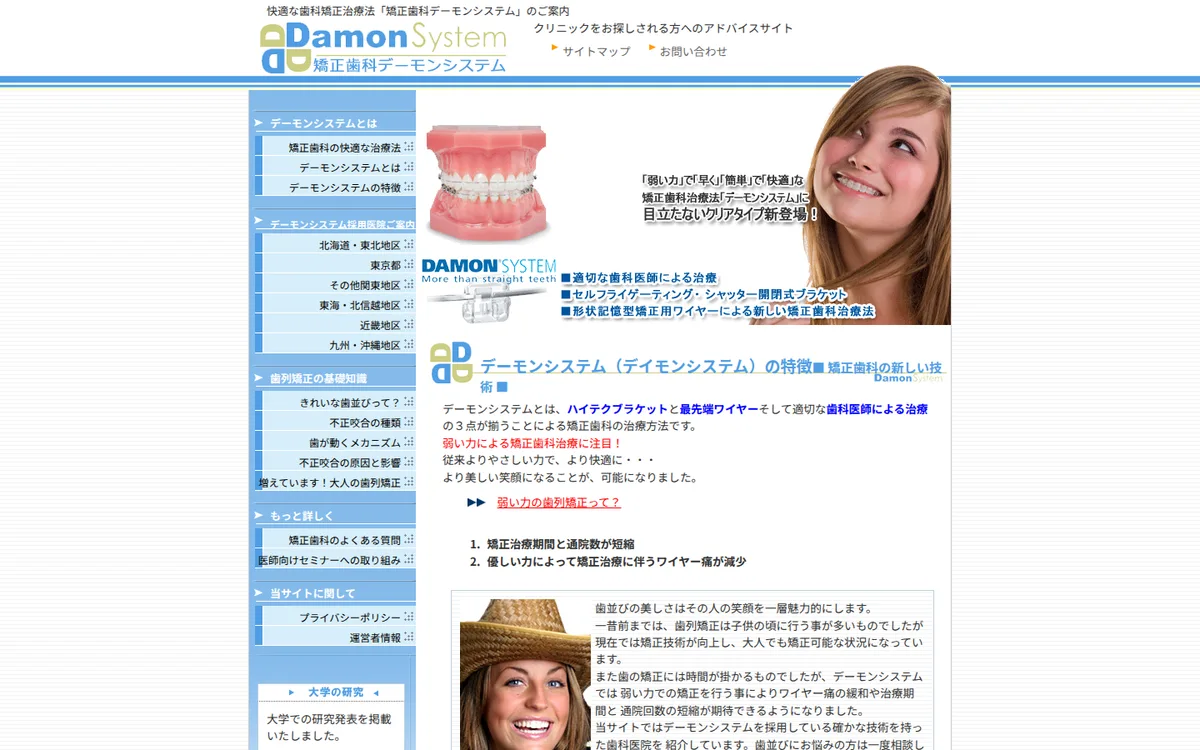 快適な歯科矯正治療法「矯正歯科デーモンシステム」のご案内
DamonSystem
矯正歯科デーモンシステム
クリニックをお探しされる方へのアドバイスサイト
サイトマップ
お問い合わせ
デーモンシステムとは
矯正歯科の快適な治療法
デーモンシステムとは
デーモンシステムの特徴
デーモンシステム採用医院ご案内
北海道・東北地区
東京都
その他関東地区
東海・北信越地区
近畿地区
九州・沖縄地区
歯列矯正の基礎知識
きれいな歯並びって？
不正咬合の種類
歯が動くメカニズム
不正咬合の原因と影響
増えています！大人の歯列矯正
もっと詳しく
矯正歯科のよくある質問
医師向けセミナーへの取り組み
当サイトに関して
プライバシーポリシー
運営者情報
大学の研究
大学での研究発表を掲載
いたしました。
「弱い力」で「早く」「簡単」で「快適」な
矯正歯科治療法「デーモンシステム」に
目立たないクリアタイプ新登場！
DAMON SYSTEM
More than straight teeth
■適切な歯科医師による治療
■セルフライゲーティング・シャッター開閉式ブラケット
■形状記憶型矯正用ワイヤーによる新しい矯正歯科治療法
デーモンシステム（デイモンシステム）の特徴■ 矯正歯科の新しい技
術 ■
DamonSystem
デーモンシステムとは、ハイテクブラケットと最先端ワイヤーそして適切な歯科医師による治療
の３点が揃うことによる矯正歯科の治療方法です。
弱い力による矯正歯科治療に注目！
従来よりやさしい力で、より快適に・・・
より美しい笑顔になることが、可能になりました。
弱い力の歯列矯正って？
1. 矯正治療期間と通院数が短縮
2. 優しい力によって矯正治療に伴うワイヤー痛が減少
歯並びの美しさはその人の笑顔を一層魅力的にします。
一昔前までは、歯列矯正は子供の頃に行う事が多いものでしたが
現在では矯正技術が向上し、大人でも矯正可能な状況になってい
ます。
また歯の矯正には時間が掛かるものでしたが、デーモンシステム
では 弱い力での矯正を行う事によりワイヤー痛の緩和や治療期
間と 通院回数の短縮が期待できるようになりました。
当サイトではデーモンシステムを採用している確かな技術を持っ
た歯科医院を 紹介しています。歯並びにお悩みの方は一度相談し